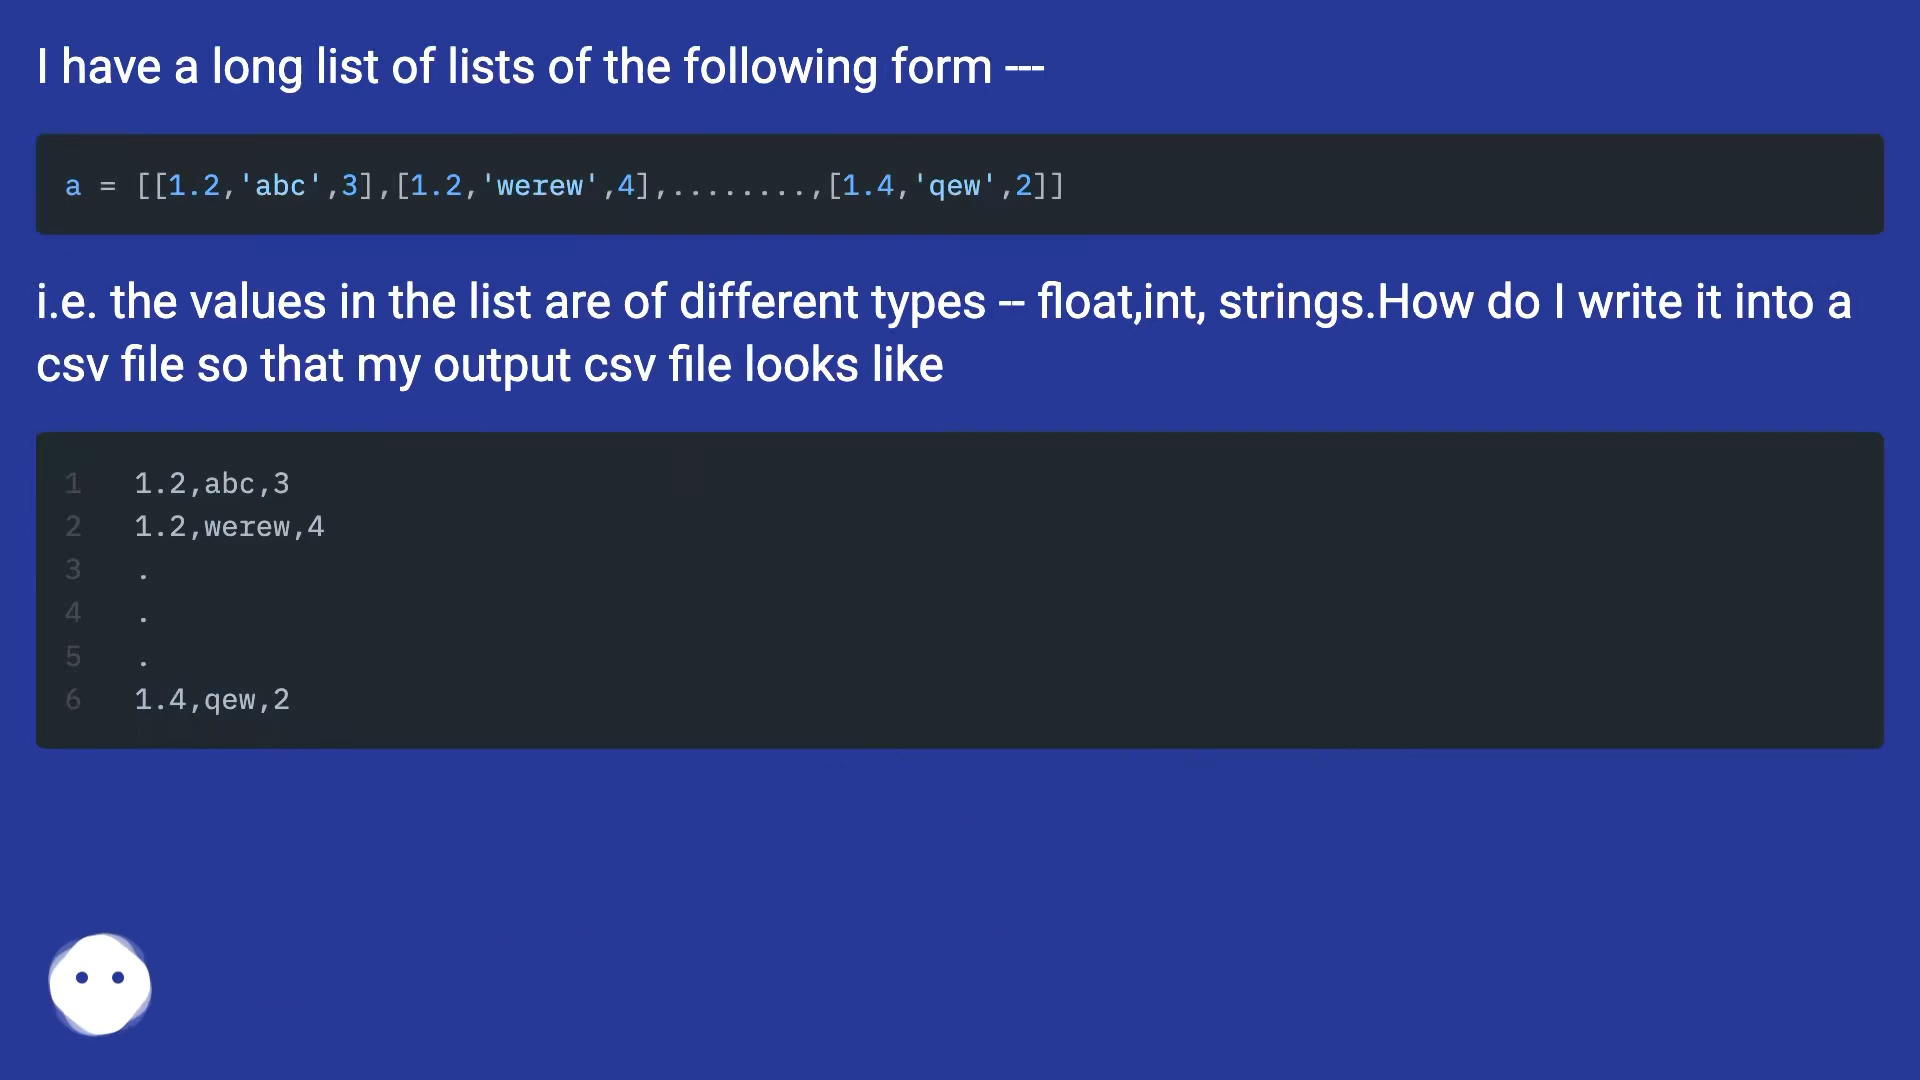 I have a long list of lists of the following form ---
a = [[1.2,'abc',3],[1.2,'werew',4],........,[1.4,'qew',2]]
i.e. the values in the list are of different types -- float,int, strings.How do I write it into a
csv file so that my output csv file looks like
1 1.2,abc,3
2 1.2,werew,4
3 .
4 .
5 .
6 1.4,qew,2